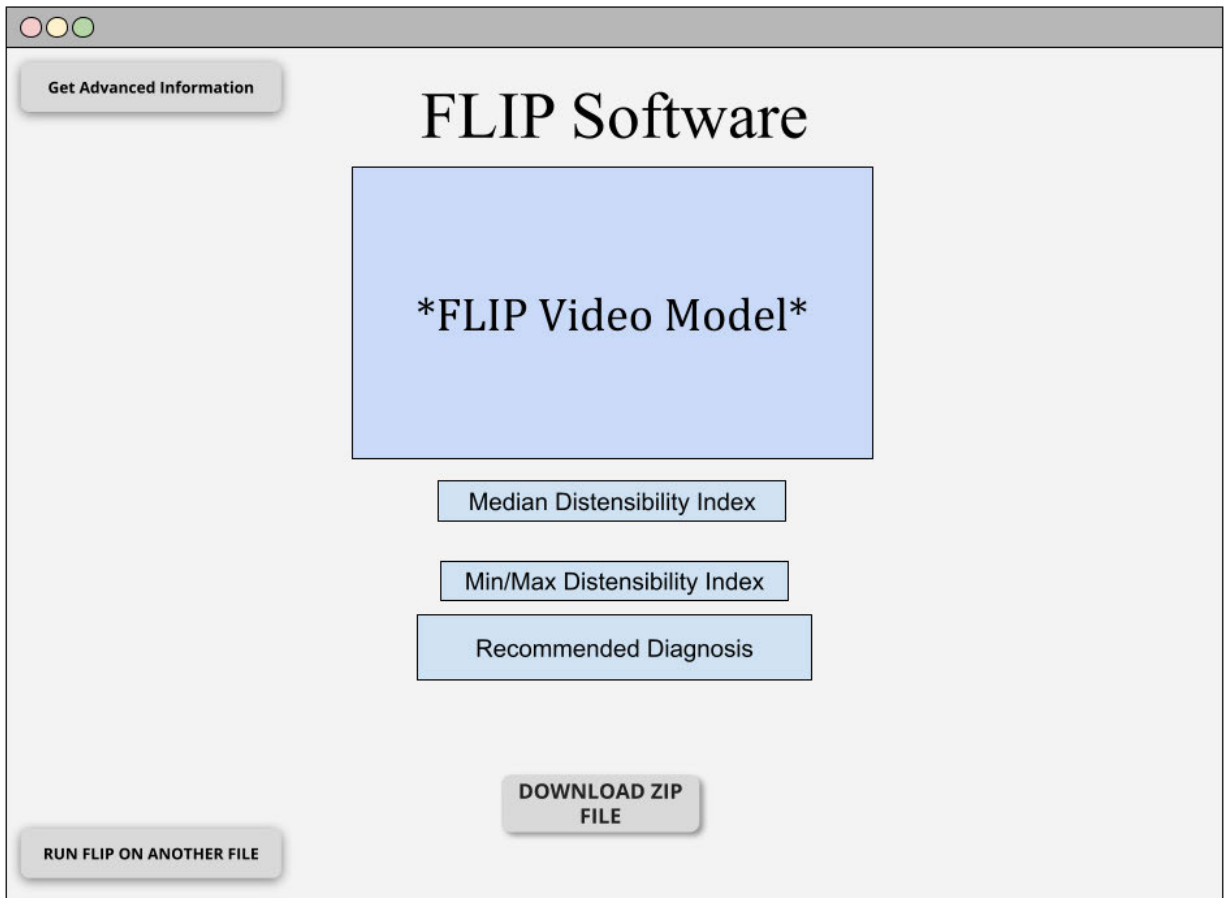 Get Advanced Information
FLIP Software
*FLIP Video Model*
Median Distensibility Index
Min/Max Distensibility Index
Recommended Diagnosis
DOWNLOAD ZIP
FILE
RUN FLIP ON ANOTHER FILE